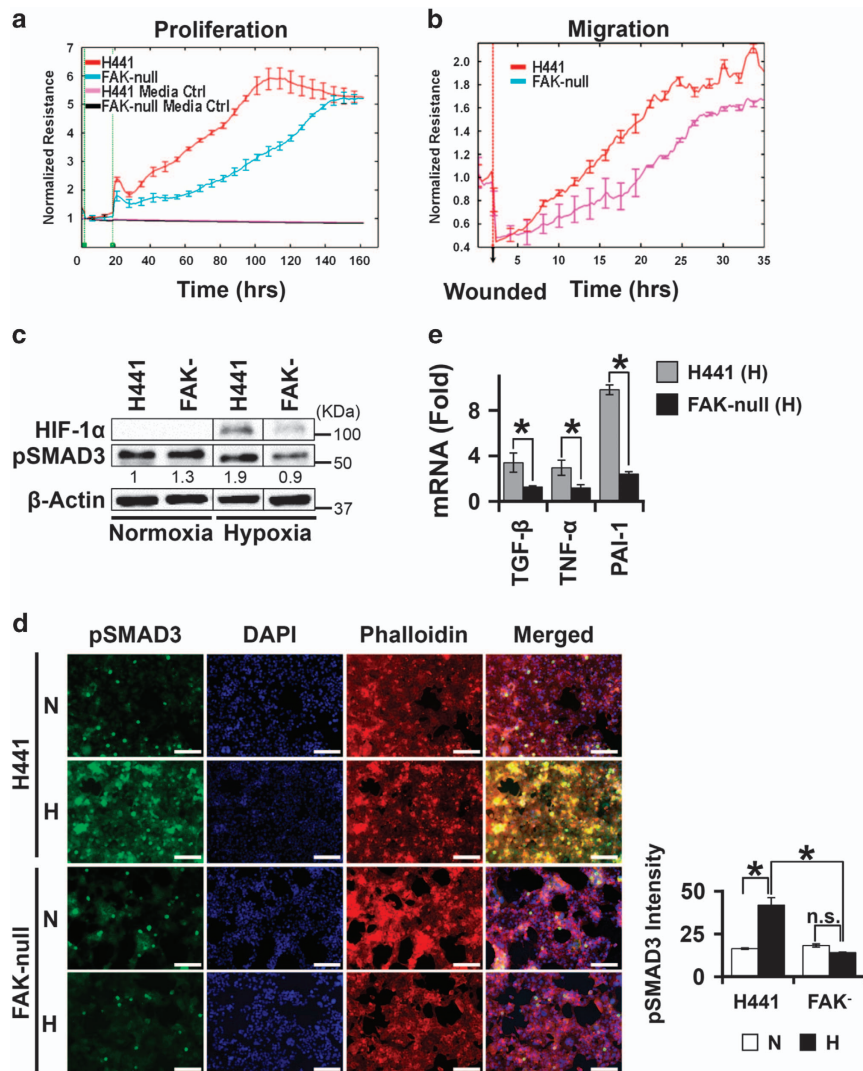 a
Proliferation
Normalized Resistance
7
6
5
4
3
2
1
H441
FAK-null
H441 Media Ctrl
FAK-null Media Ctrl
0 20 40 60 80 100 120 140 160
Time (hrs)
b
Migration
Normalized Resistance
2.0
1.8
1.6
1.4
1.2
1.0
0.8
0.6
0.4
H441
FAK-null
5 10 15 20 25 30 35
Wounded
Time (hrs)
c
H441 FAK- H441 FAK-
(KDa)
HIF-1α
100
pSMAD3
50
1 1.3 1.9 0.9
β-Actin
37
Normoxia Hypoxia
e
mRNA (Fold)
8
4
0
* * *
H441 (H)
FAK-null (H)
TGF-β TNF-α PAI-1
d
pSMAD3 DAPI Phalloidin Merged
H441
N
H
FAK-null
N
H
pSMAD3 Intensity
50
25
0
* *
n.s.
H441 FAK-
N H